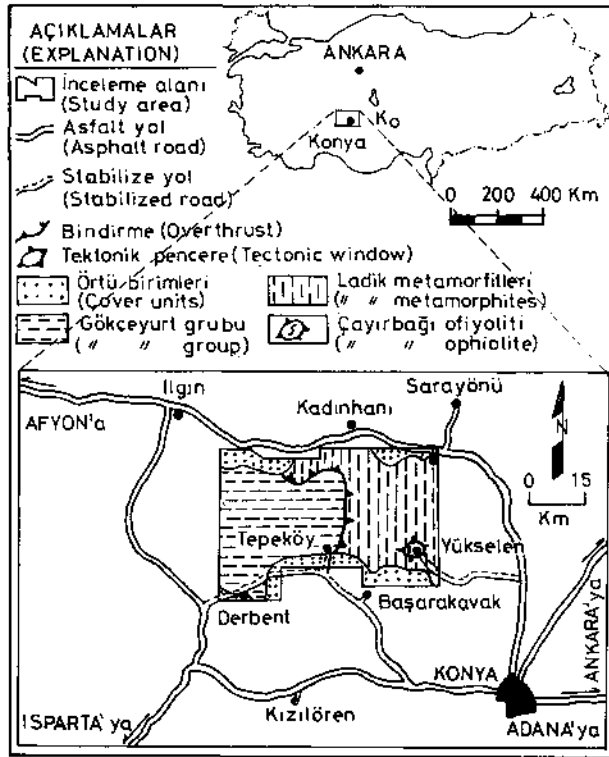 AÇIKLAMALAR
(EXPLANATION)
İnceleme alanı
(Study area)
Asfalt yol
(Asphalt road)
Stabilize yol
(Stabilized road)
Bindirme (Overthrust)
Tektonik pencere (Tectonic window)
Örtü birimleri
(Cover units)
Gökçeyurt grubu
(" " group)
Ladik metamorfitleri
(" " metamorphites)
Çayırbağı ofiyoliti
(" " ophiolite)
ANKARA
Ko
Konya
0 200 400 Km
Ilgın
Sarayönü
AFYON'a
Kadınhanı
N
0 15
Km
Tepeköy
Yükselen
Derbent
Başarakavak
ANKARA'ya
KONYA
ISPARTA'ya
Kızılören
ADANA'ya